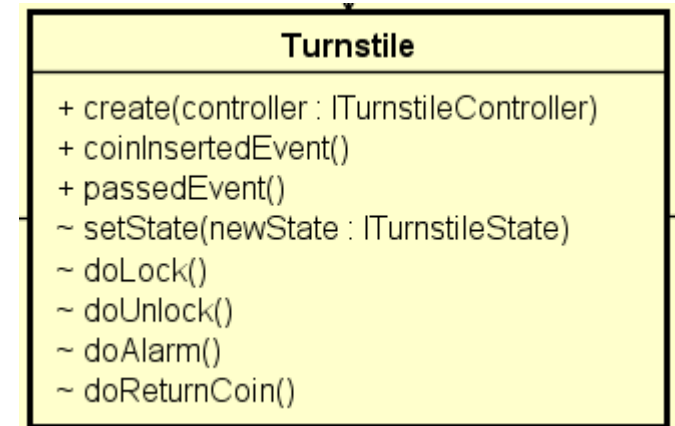 Turnstile
+ create(controller : ITurnstileController)
+ coinInsertedEvent()
+ passedEvent()
~ setState(newState : ITurnstileState)
~ doLock()
~ doUnlock()
~ doAlarm()
~ doReturnCoin()